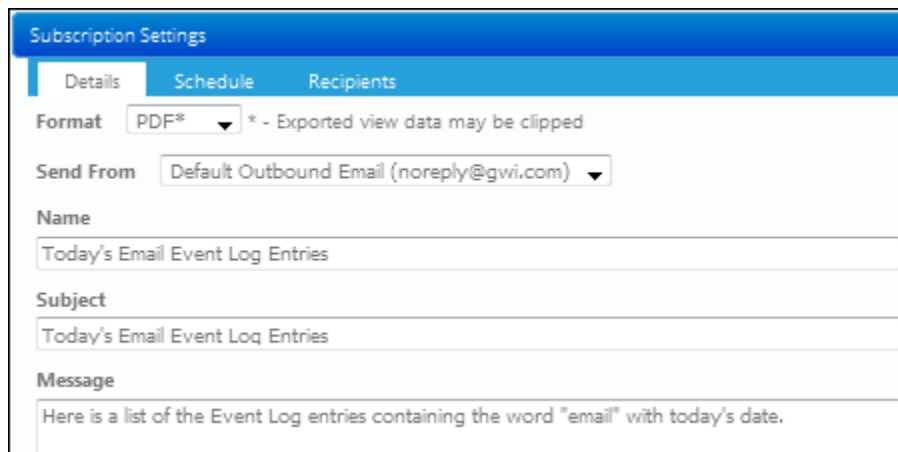 Subscription Settings
Details Schedule Recipients
Format PDF* * - Exported view data may be clipped
Send From Default Outbound Email (noreply@gwi.com)
Name
Today's Email Event Log Entries
Subject
Today's Email Event Log Entries
Message
Here is a list of the Event Log entries containing the word "email" with today's date.